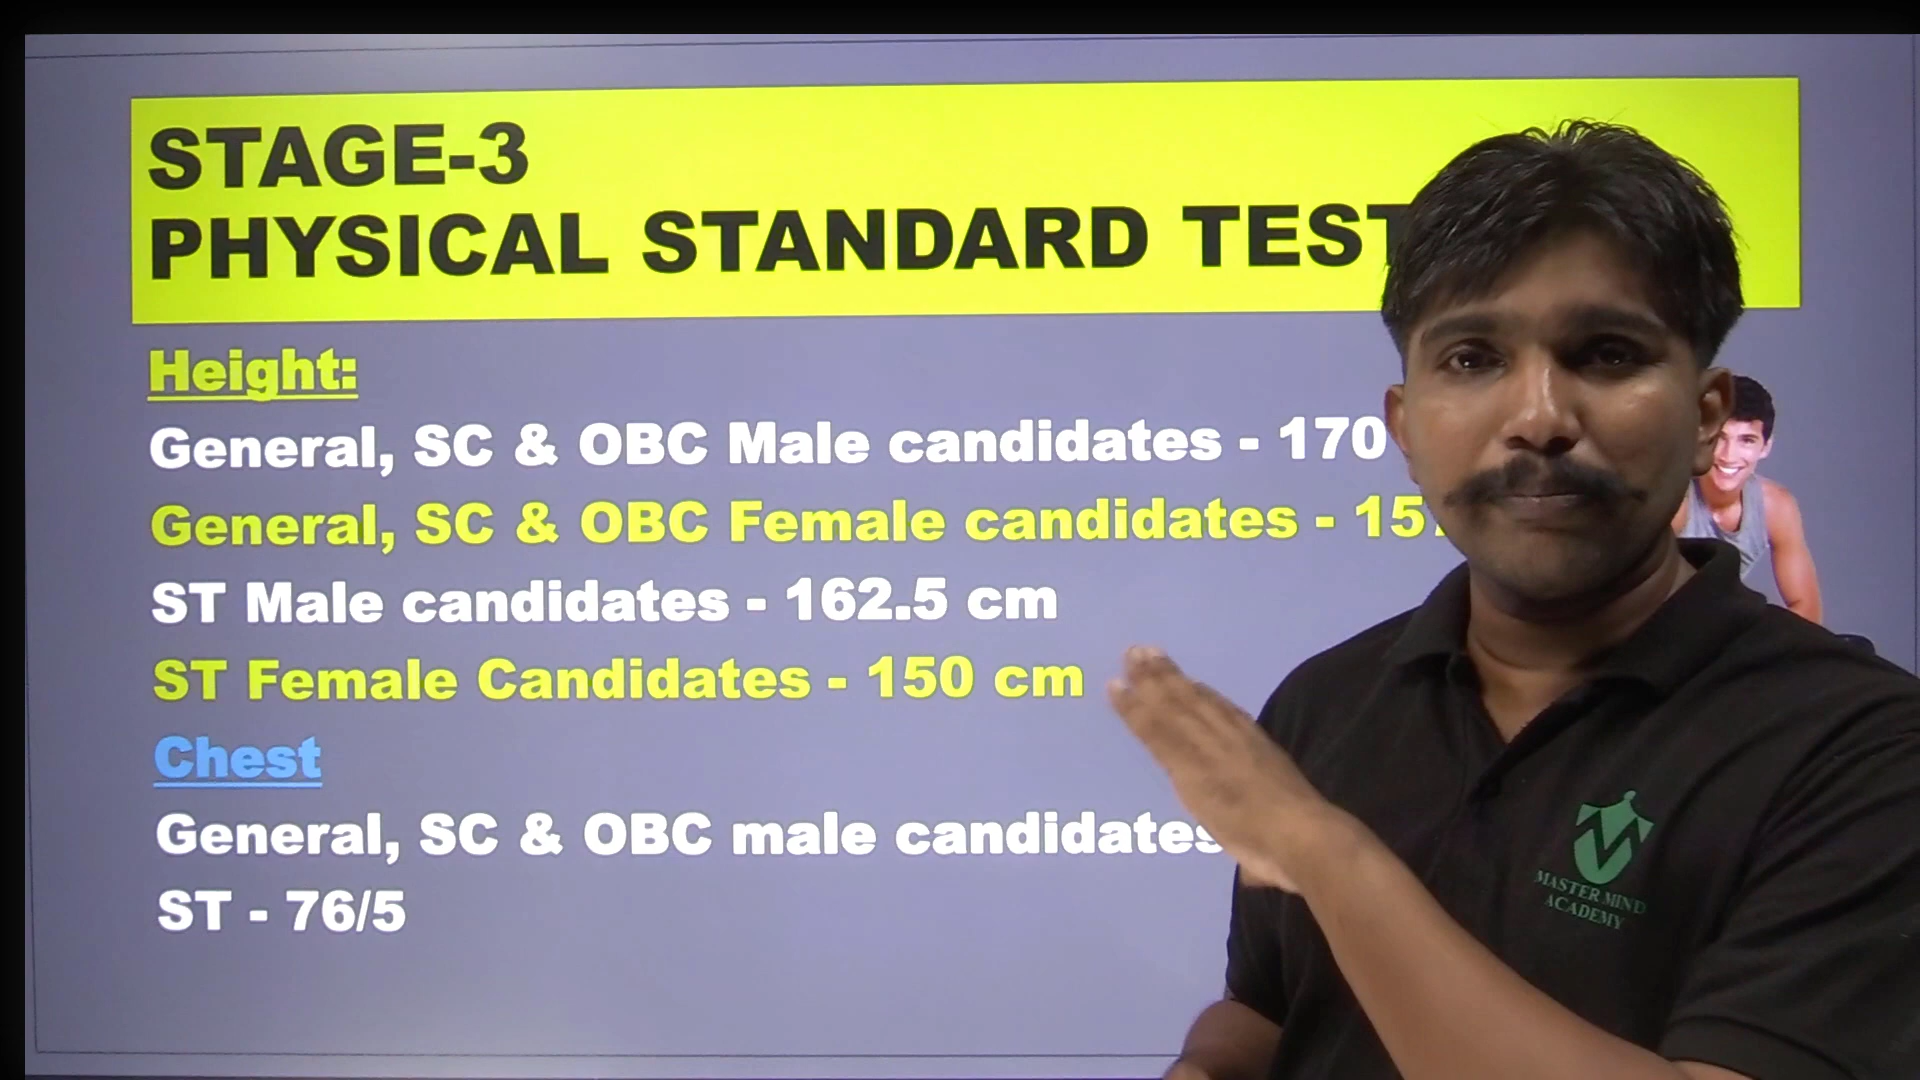 STAGE-3
PHYSICAL STANDARD TEST
Height:
General, SC & OBC Male candidates - 170
General, SC & OBC Female candidates -
ST Male candidates - 162.5 cm
ST Female Candidates - 150 cm
Chest
General, SC & OBC male candidates
ST - 76/5
MASTER MIND
ACADEMY